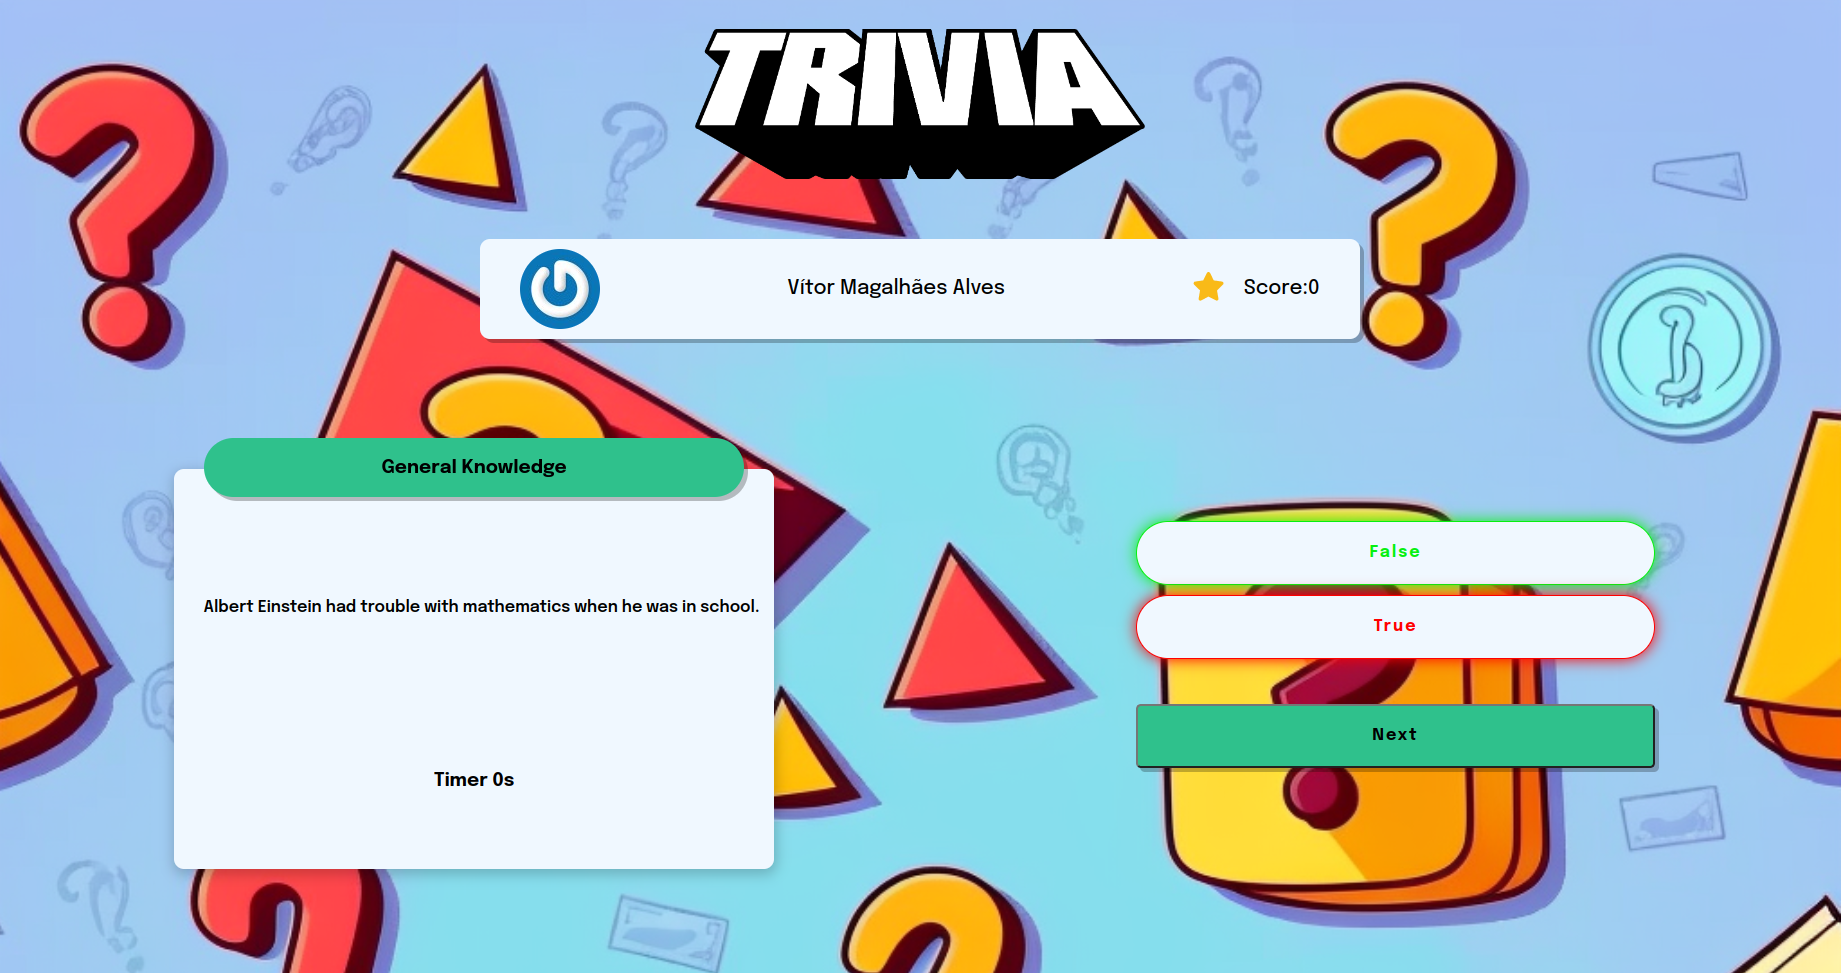 TRIVIA
Vítor Magalhães Alves
Score:0
General Knowledge
Albert Einstein had trouble with mathematics when he was in school.
Timer 0s
False
True
Next